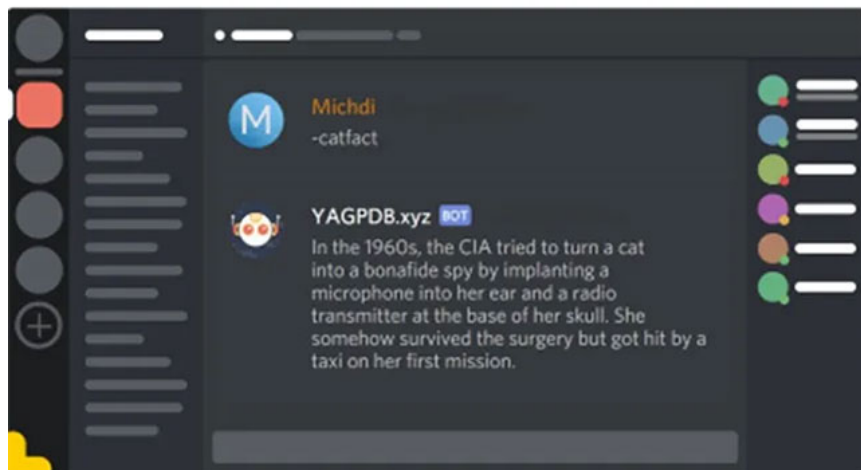 Michdi
-catfact
YAGPDB.xyz BOT
In the 1960s, the CIA tried to turn a cat
into a bonafide spy by implanting a
microphone into her ear and a radio
transmitter at the base of her skull. She
somehow survived the surgery but got hit by a
taxi on her first mission.